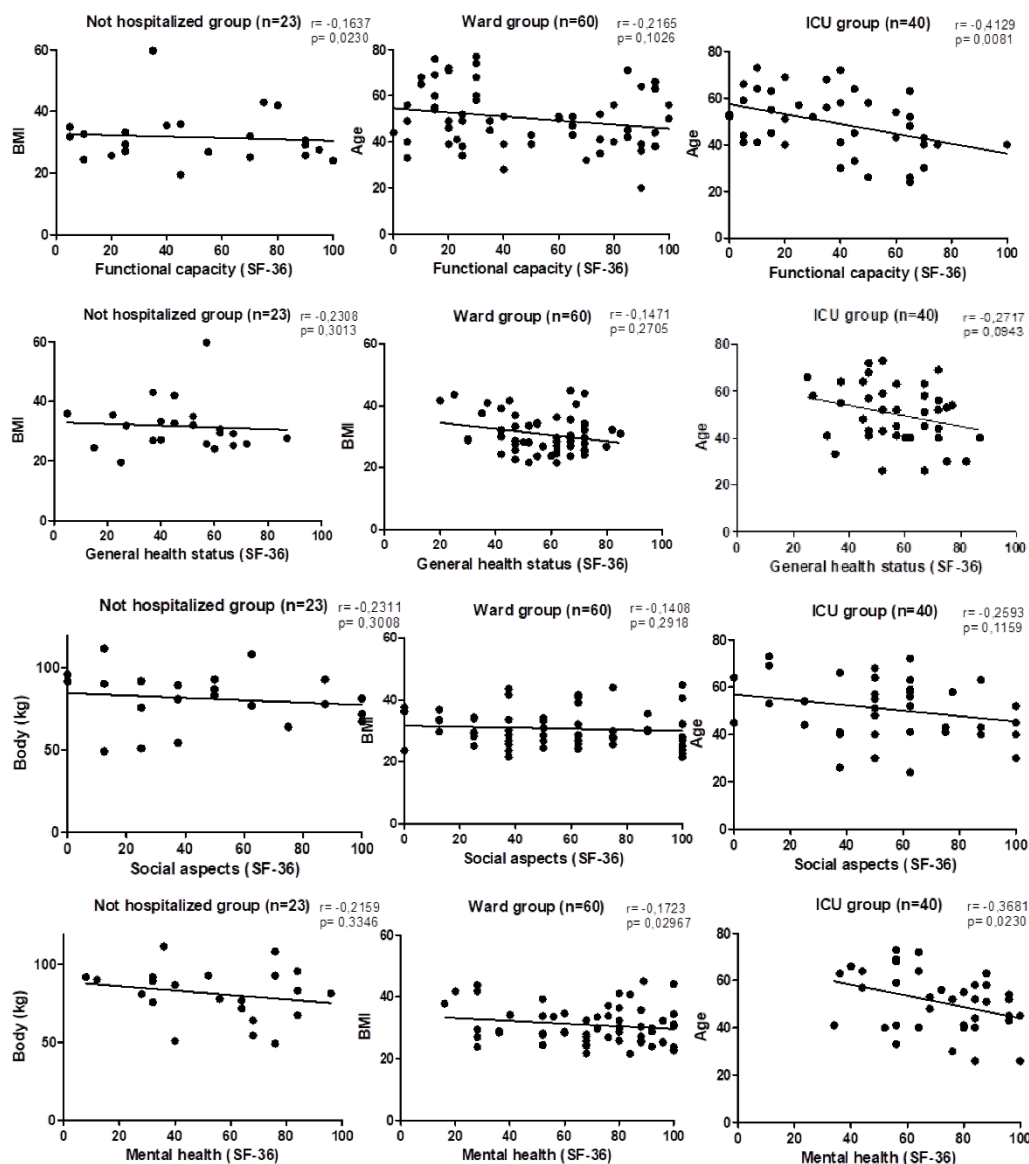 Not hospitalized group (n=23)
r= -0,1637
p= 0,0230
BMI
60
40
20
0
0 20 40 60 80 100
Functional capacity (SF-36)
Ward group (n=60)
r= -0,2165
p= 0,1026
Age
80
60
40
20
0
0 20 40 60 80 100
Functional capacity (SF-36)
ICU group (n=40)
r= -0,4129
p= 0,0081
Age
80
60
40
20
0
0 20 40 60 80 100
Functional capacity (SF-36)
Not hospitalized group (n=23)
r= -0,2308
p= 0,3013
BMI
60
40
20
0
0 20 40 60 80 100
General health status (SF-36)
Ward group (n=60)
r= -0,1471
p= 0,2705
BMI
60
40
20
0
0 20 40 60 80 100
General health status (SF-36)
ICU group (n=40)
r= -0,2717
p= 0,0943
Age
80
60
40
20
0
0 20 40 60 80 100
General health status (SF-36)
Not hospitalized group (n=23)
r= -0,2311
p= 0,3008
Body (kg)
100
50
0
0 20 40 60 80 100
Social aspects (SF-36)
Ward group (n=60)
r= -0,1408
p= 0,2918
BMI
60
40
20
0
0 20 40 60 80 100
Social aspects (SF-36)
ICU group (n=40)
r= -0,2593
p= 0,1159
Age
80
60
40
20
0
0 20 40 60 80 100
Social aspects (SF-36)
Not hospitalized group (n=23)
r= -0,2159
p= 0,3346
Body (kg)
100
50
0
0 20 40 60 80 100
Mental health (SF-36)
Ward group (n=60)
r= -0,1723
p= 0,02967
BMI
60
40
20
0
0 20 40 60 80 100
Mental health (SF-36)
ICU group (n=40)
r= -0,3681
p= 0,0230
Age
80
60
40
20
0
0 20 40 60 80 100
Mental health (SF-36)